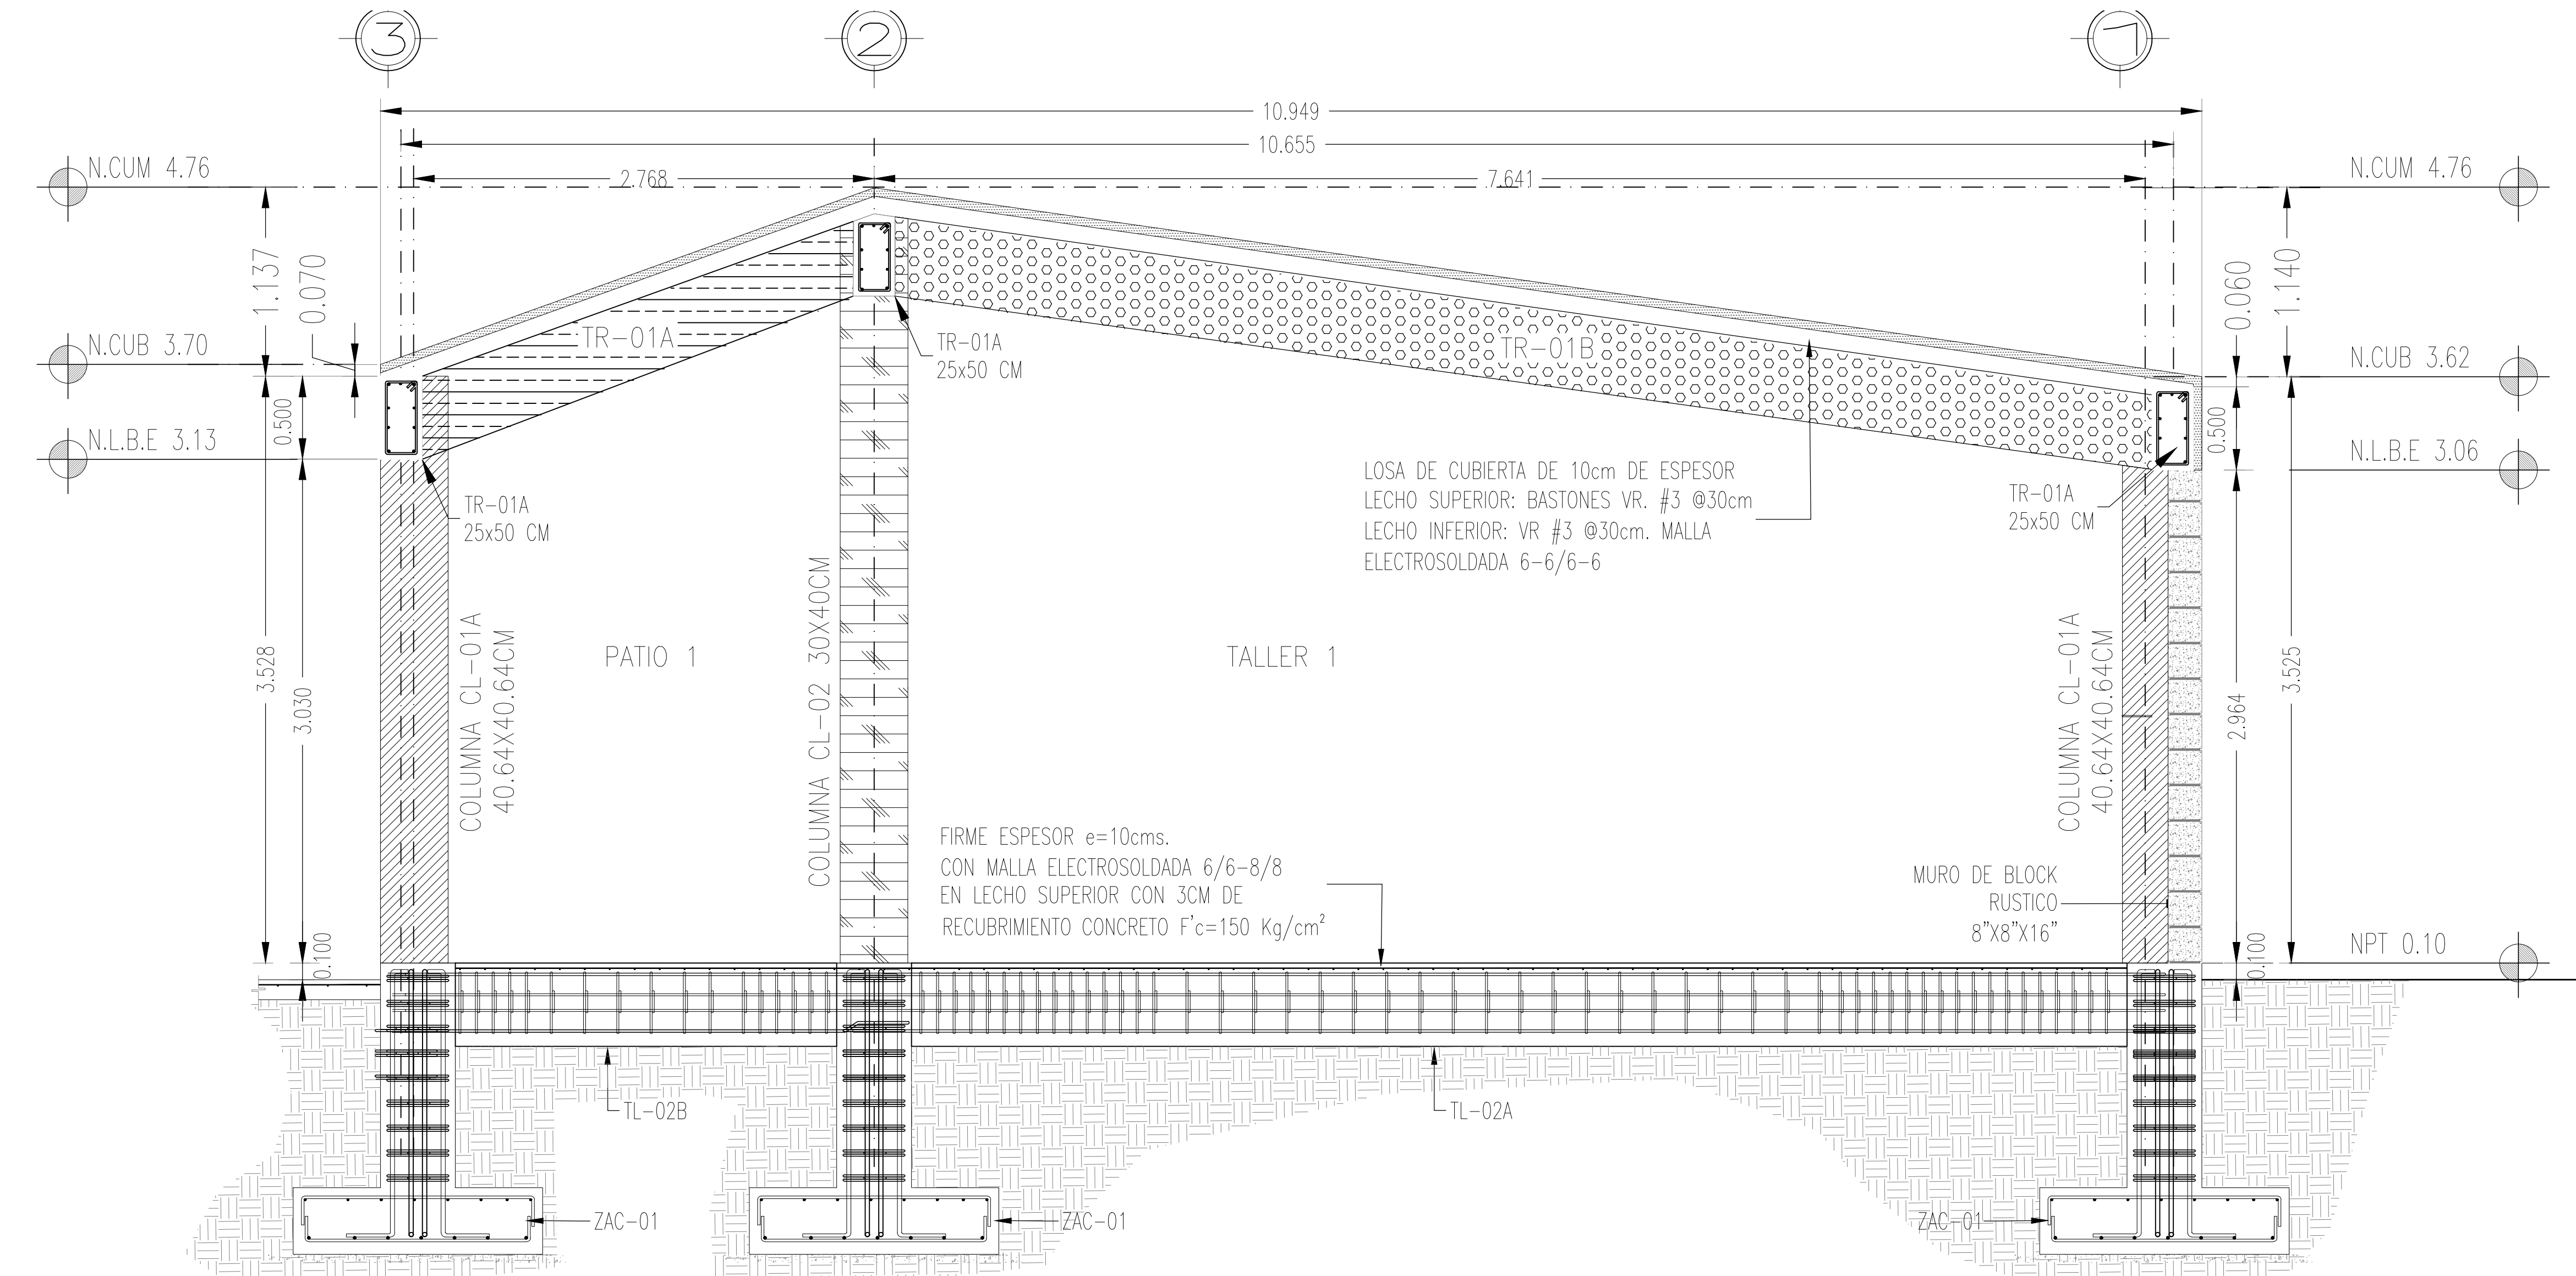 3
2
1
10.949
10.655
2.768
7.641
N.CUM 4.76
N.CUM 4.76
1.137
0.070
0.060
1.140
N.CUB 3.70
N.CUB 3.62
TR-01A
TR-01A
25x50 CM
TR-01B
N.L.B.E 3.13
0.500
0.500
N.L.B.E 3.06
TR-01A
25x50 CM
LOSA DE CUBIERTA DE 10cm DE ESPESOR
LECHO SUPERIOR: BASTONES VR. #3 @30cm
LECHO INFERIOR: VR #3 @30cm. MALLA
ELECTROSOLDADA 6-6/6-6
TR-01A
25x50 CM
3.528
3.030
COLUMNA CL-01A
40.64X40.64CM
PATIO 1
COLUMNA CL-02 30X40CM
TALLER 1
COLUMNA CL-01A
40.64X40.64CM
2.964
3.525
FIRME ESPESOR e=10cms.
CON MALLA ELECTROSOLDADA 6/6-8/8
EN LECHO SUPERIOR CON 3CM DE
RECUBRIMIENTO CONCRETO F'c=150 Kg/cm²
MURO DE BLOCK
RUSTICO
8"X8"X16"
0.100
0.100
NPT 0.10
TL-02B
TL-02A
ZAC-01
ZAC-01
ZAC-01